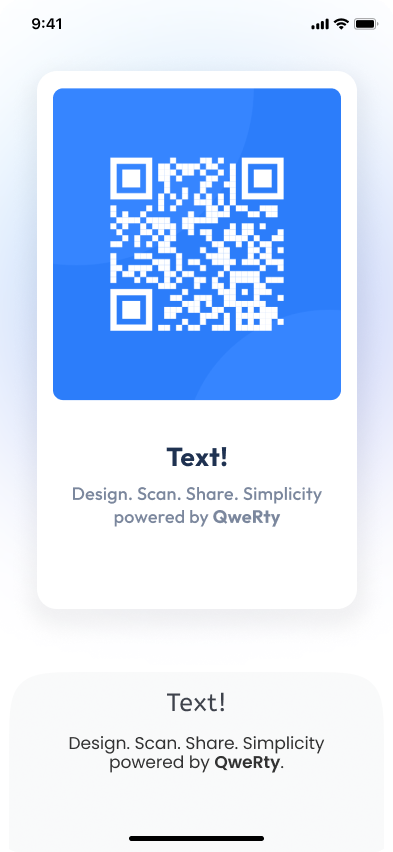 9:41
Text!
Design. Scan. Share. Simplicity
powered by QweRty
Text!
Design. Scan. Share. Simplicity
powered by QweRty.